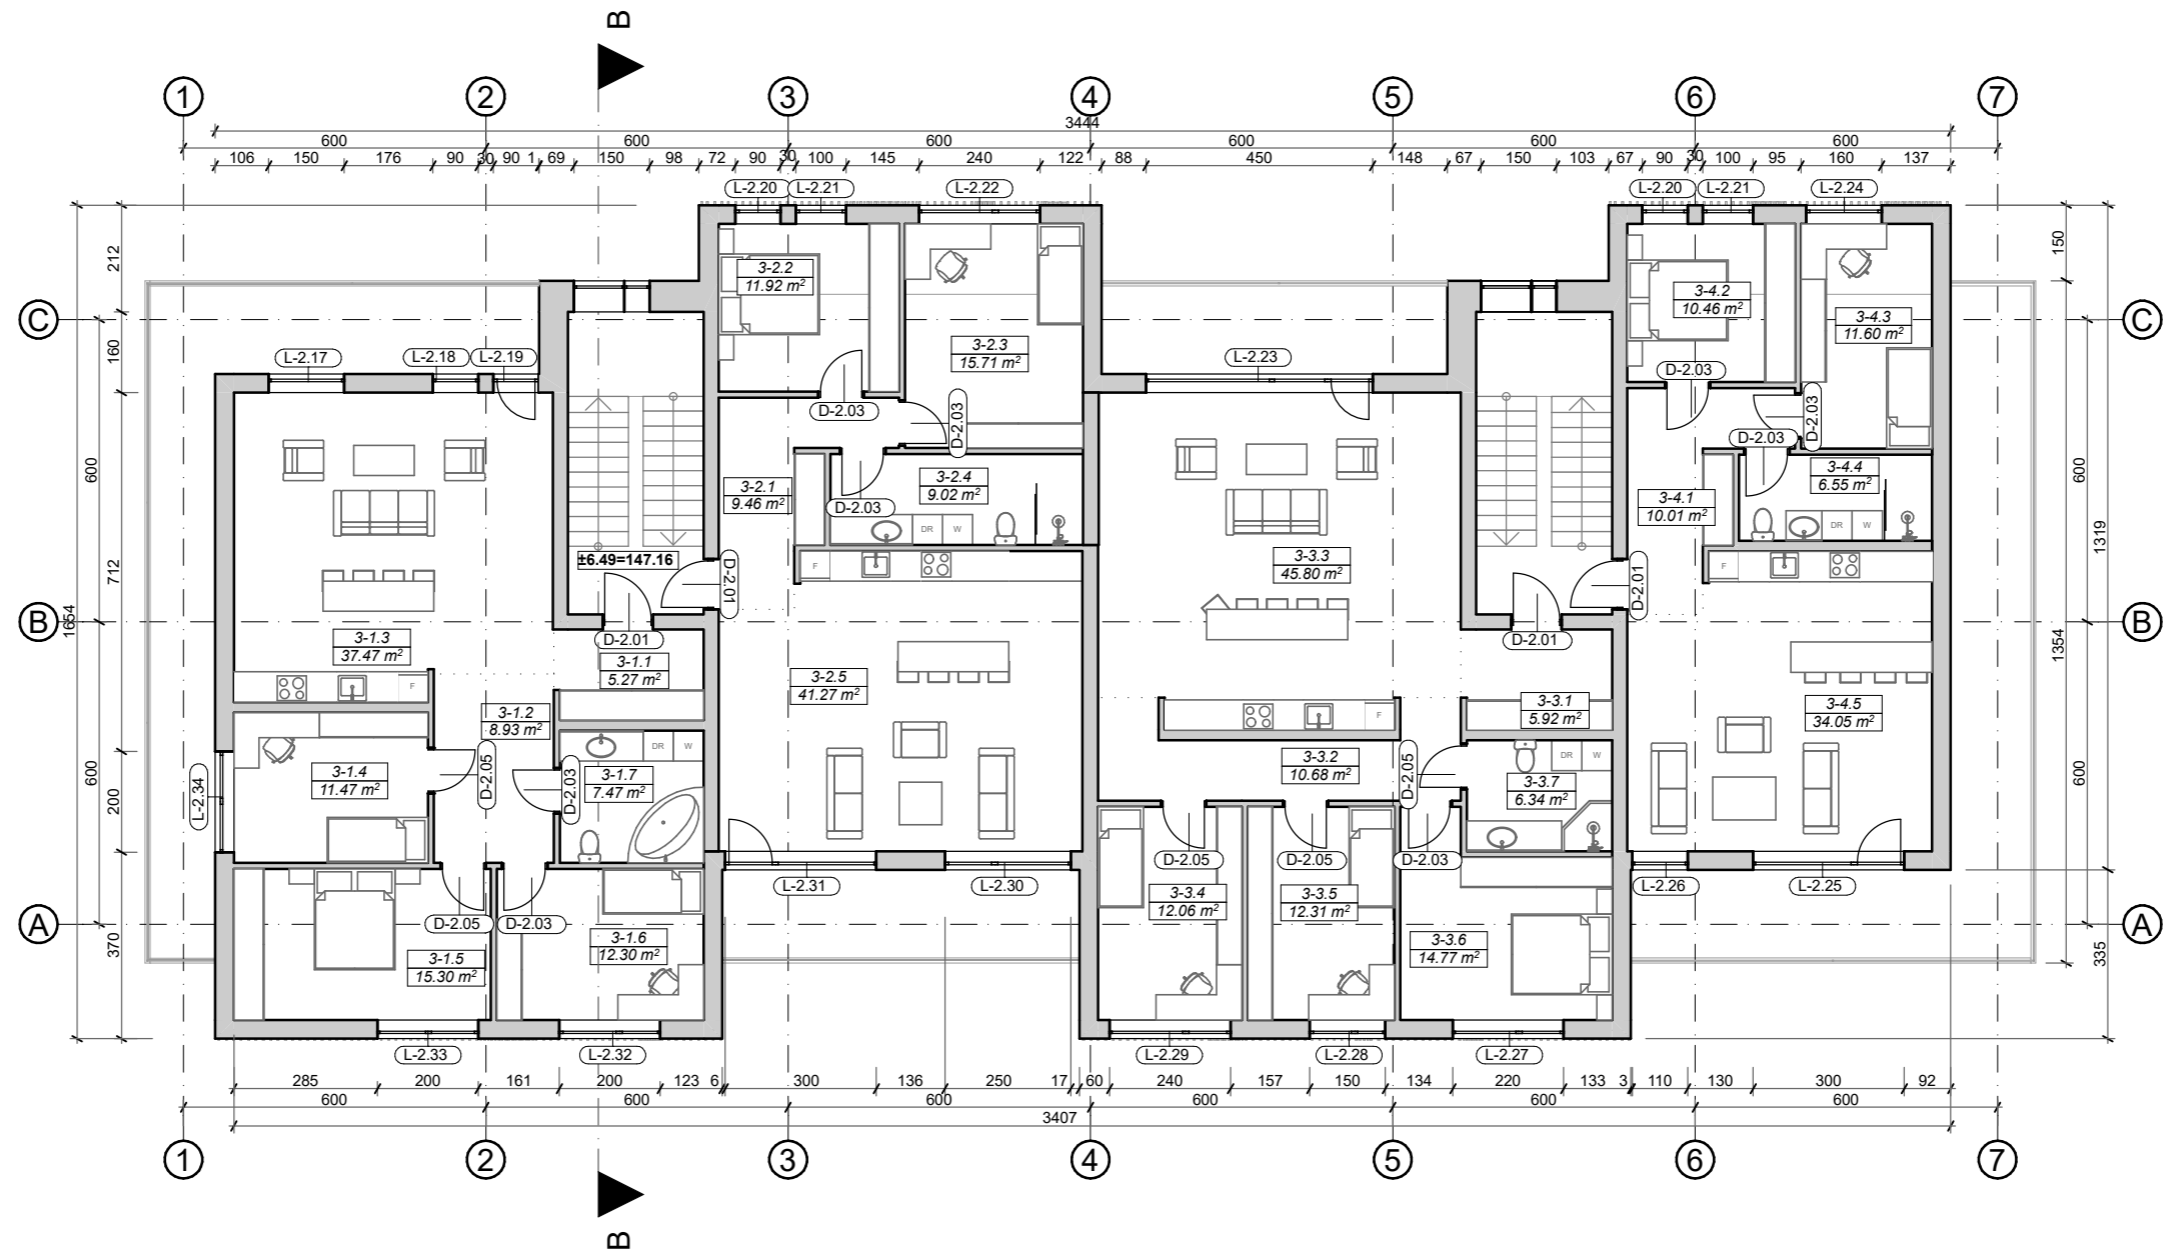 B
1 2 3 4 5 6 7
3444
600 600 600 600 600 600
106 150 176 90 30 90 1 69 150 98 72 90 30 100 145 240 122 88 450 148 67 150 103 67 90 30 100 95 160 137
L-2.20 L-2.21 L-2.22 L-2.20 L-2.21 L-2.24
212
150
3-2.2
11.92 m²
3-4.2
10.46 m²
C
C
3-4.3
11.60 m²
160
3-2.3
15.71 m²
L-2.17 L-2.18 L-2.19
L-2.23
D-2.03
D-2.03
D-2.03
D-2.03
D-2.03
D-2.03
600
600
3-2.1
9.46 m²
3-2.4
9.02 m²
3-4.4
6.55 m²
3-4.1
10.01 m²
D-2.03
DR W
DR W
1319
±6.49=147.16
3-3.3
45.80 m²
712
F
F
D-2.01
D-2.01
1654
B
B
3-1.3
37.47 m²
D-2.01
D-2.01
1354
3-1.1
5.27 m²
3-2.5
41.27 m²
F
3-1.2
8.93 m²
F
3-3.1
5.92 m²
3-4.5
34.05 m²
DR W
DR W
600
600
L-2.34
3-1.4
11.47 m²
D-2.05
D-2.03
3-1.7
7.47 m²
3-3.2
10.68 m²
D-2.05
3-3.7
6.34 m²
200
D-2.05 D-2.05 D-2.03
L-2.31 L-2.30 L-2.26 L-2.25
3-3.4
12.06 m²
3-3.5
12.31 m²
A
A
D-2.05 D-2.03
370
335
3-1.5
15.30 m²
3-1.6
12.30 m²
3-3.6
14.77 m²
L-2.33 L-2.32 L-2.29 L-2.28 L-2.27
285 200 161 200 123 6 300 136 250 17 60 240 157 150 134 220 133 3 110 130 300 92
600 600 600 600 600 600
3407
1 2 3 4 5 6 7
B